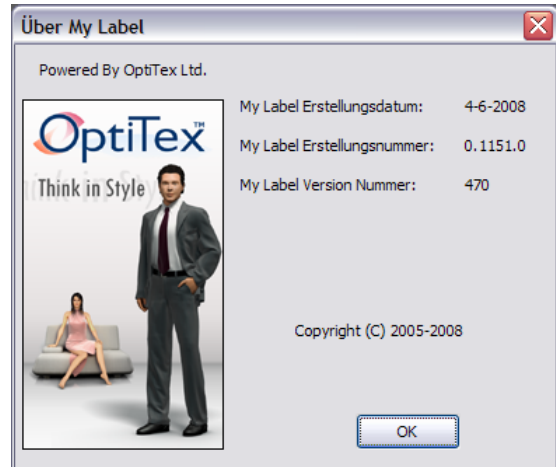 Über My Label
Powered By OptiTex Ltd.
OptiTex™
Think in Style
My Label Erstellungsdatum: 4-6-2008
My Label Erstellungsnummer: 0.1151.0
My Label Version Nummer: 470
Copyright (C) 2005-2008
OK